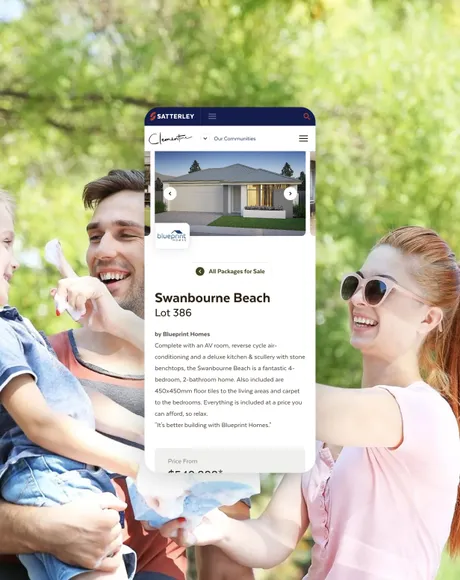 SATTERLEY
Clementine
Our Communities
blueprint
HOMES
All Packages for Sale
Swanbourne Beach
Lot 386
by Blueprint Homes
Complete with an AV room, reverse cycle air-
conditioning and a deluxe kitchen & scullery with stone
benchtops, the Swanbourne Beach is a fantastic 4-
bedroom, 2-bathroom home. Also included are
450x450mm floor tiles to the living areas and carpet
to the bedrooms. Everything is included at a price you
can afford, so relax.
"It's better building with Blueprint Homes."
Price From: